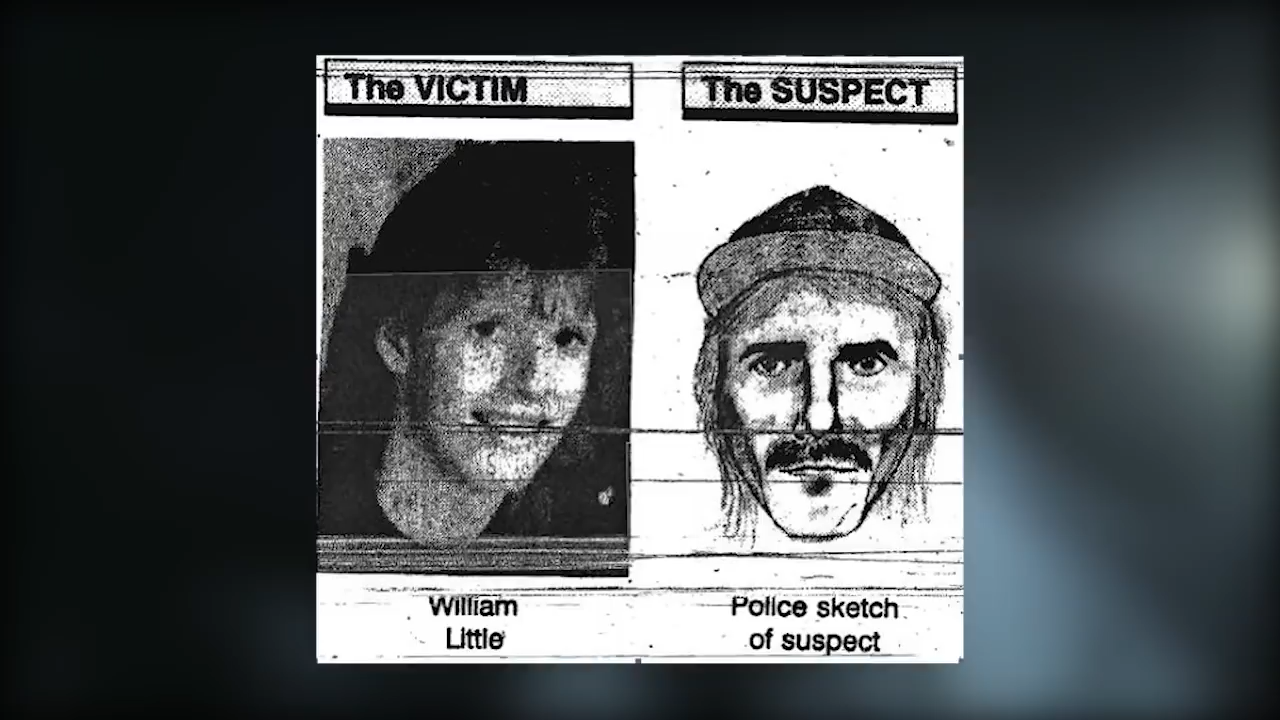 The VICTIM
The SUSPECT
William
Little
Police sketch
of suspect